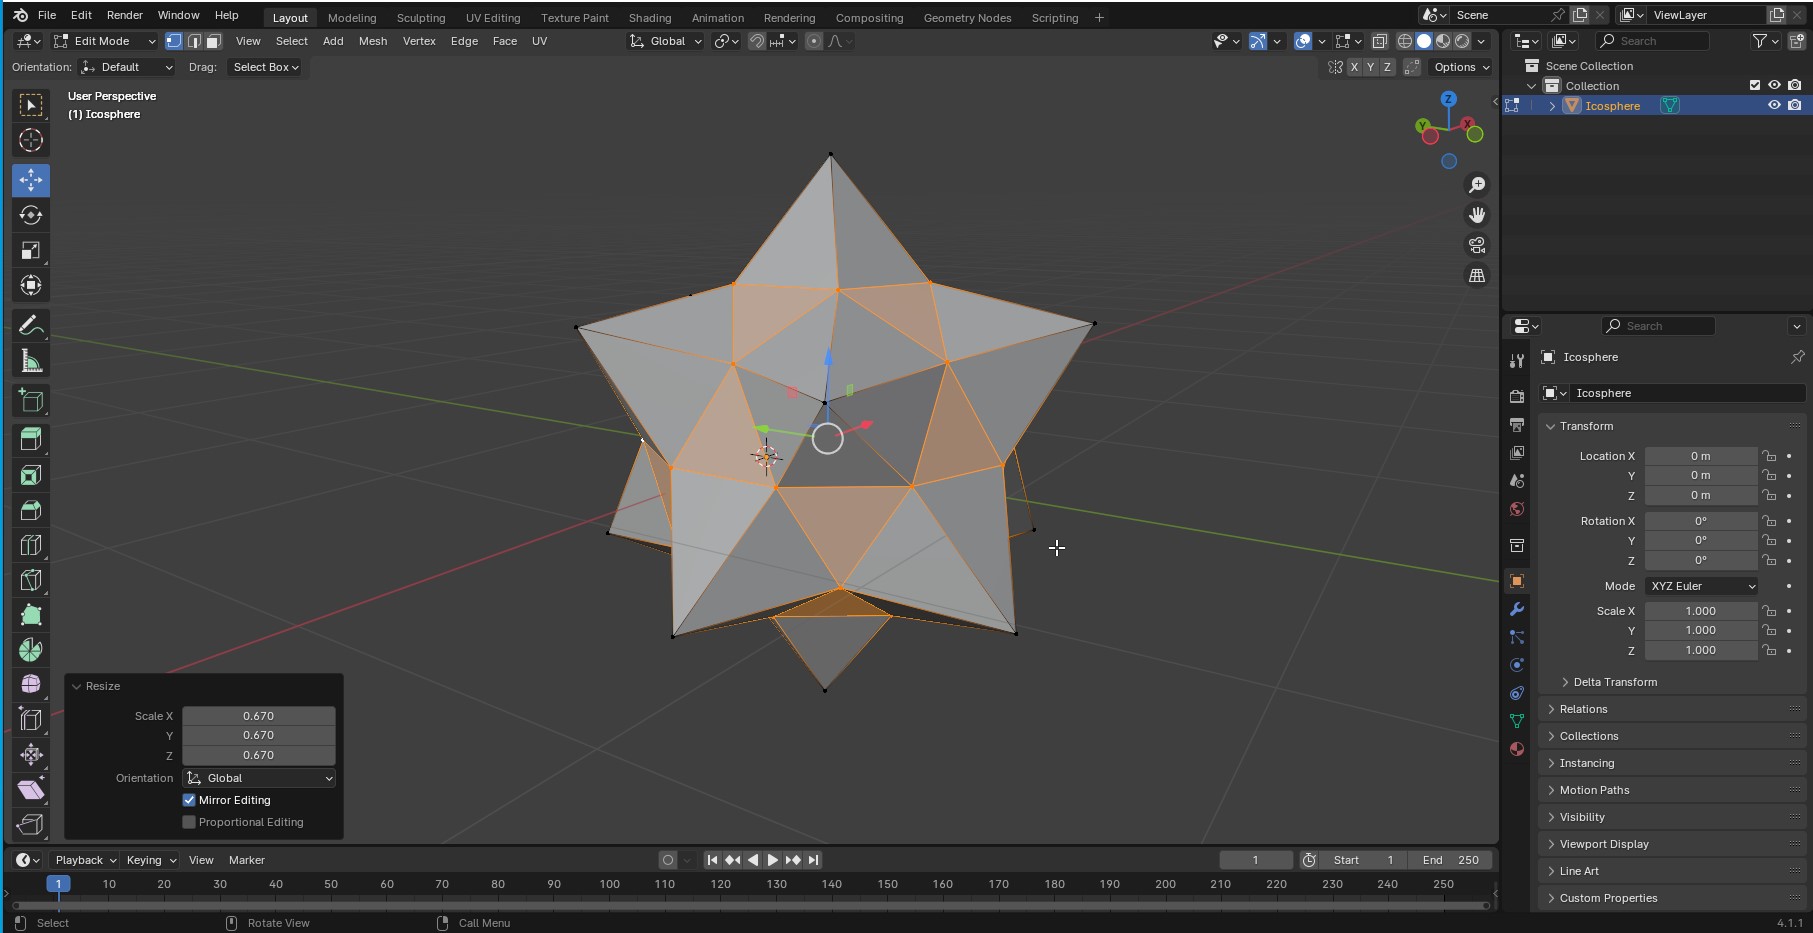 File Edit Render Window Help Layout Modeling Sculpting UV Editing Texture Paint Shading Animation Rendering Compositing Geometry Nodes Scripting + Scene ViewLayer
Edit Mode View Select Add Mesh Vertex Edge Face UV Global Search
Orientation: Default Drag: Select Box X Y Z Options
Scene Collection
Collection
Icosphere
User Perspective
(1) Icosphere
Z
Y
X
Search
Icosphere
Icosphere
Transform
Location X 0 m
Y 0 m
Z 0 m
Rotation X 0°
Y 0°
Z 0°
Mode XYZ Euler
Scale X 1.000
Y 1.000
Z 1.000
Delta Transform
Relations
Collections
Instancing
Motion Paths
Visibility
Viewport Display
Line Art
Custom Properties
Resize
Scale X 0.670
Y 0.670
Z 0.670
Orientation Global
Mirror Editing
Proportional Editing
Playback Keying View Marker 1 Start 1 End 250
1 10 20 30 40 50 60 70 80 90 100 110 120 130 140 150 160 170 180 190 200 210 220 230 240 250
Select Rotate View Call Menu 4.1.1